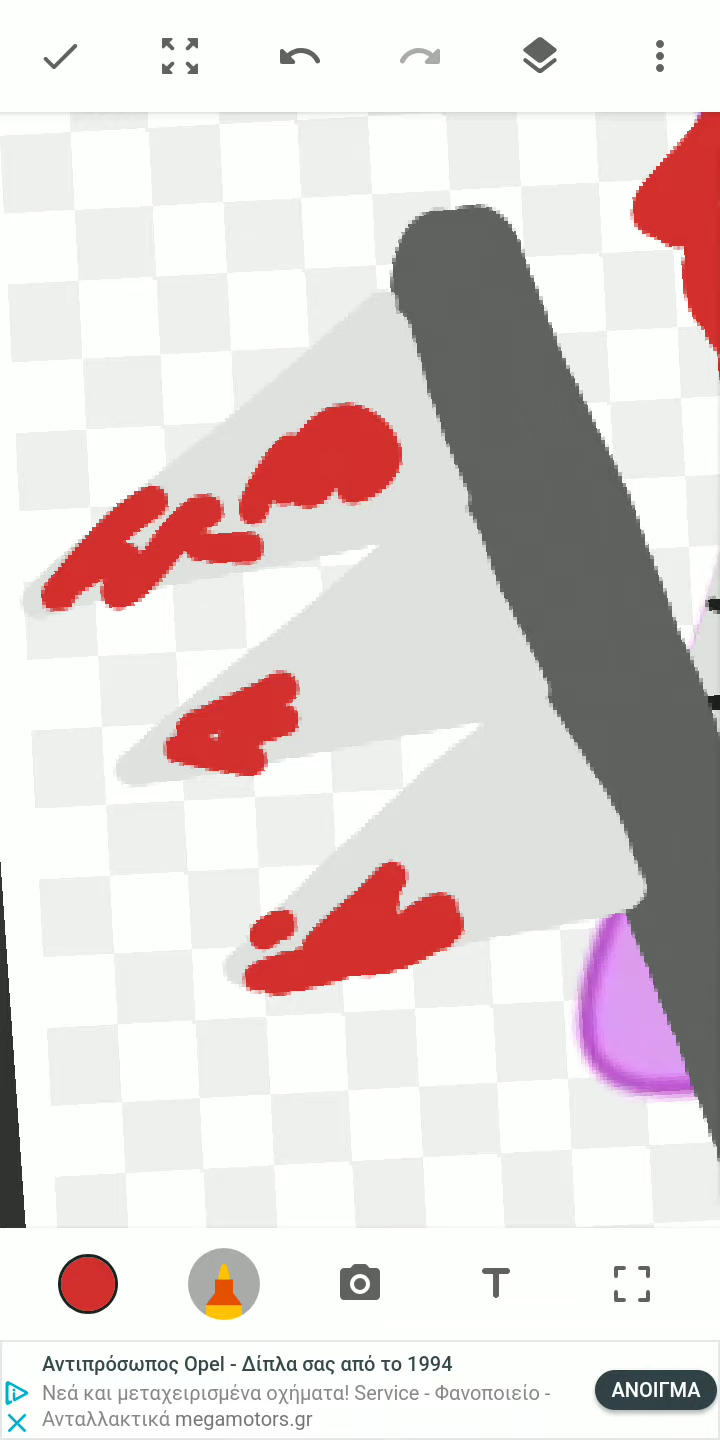 T
Αντιπρόσωπος Opel - Δίπλα σας από το 1994
Νεά και μεταχειρισμένα οχήματα! Service - Φανοποιείο -
Ανταλλακτικά megamotors.gr
ΑΝΟΙΓΜΑ